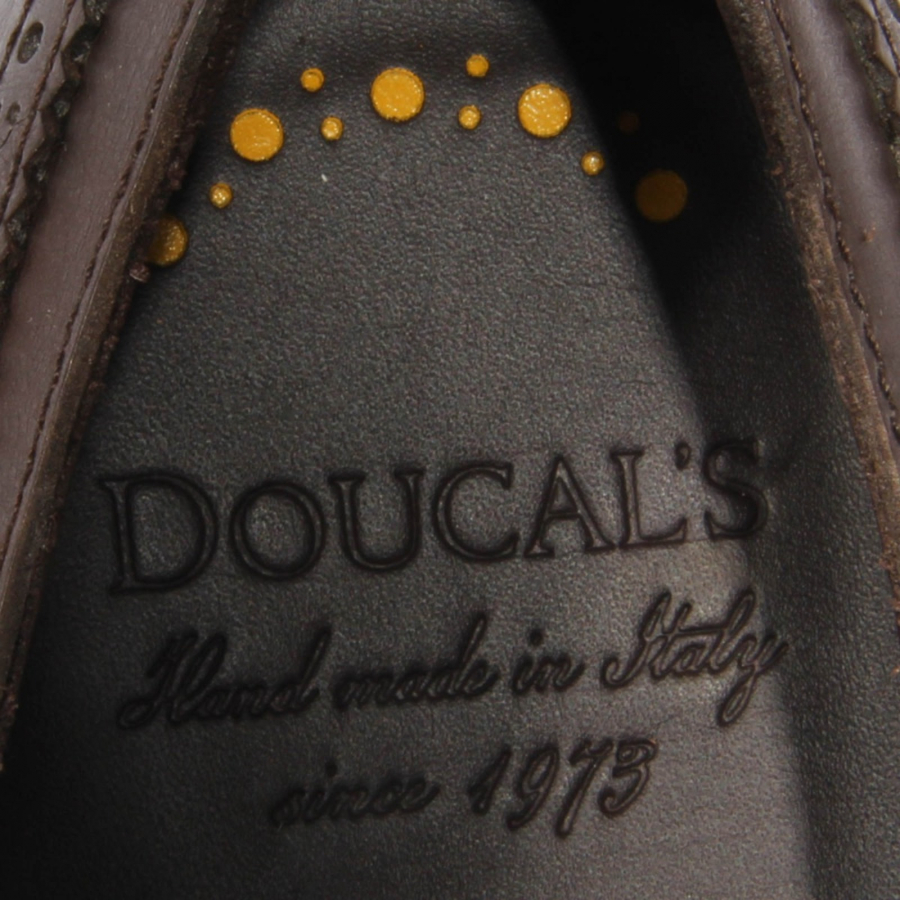 DOUCAL'S
Hand made in Italy
since 1973